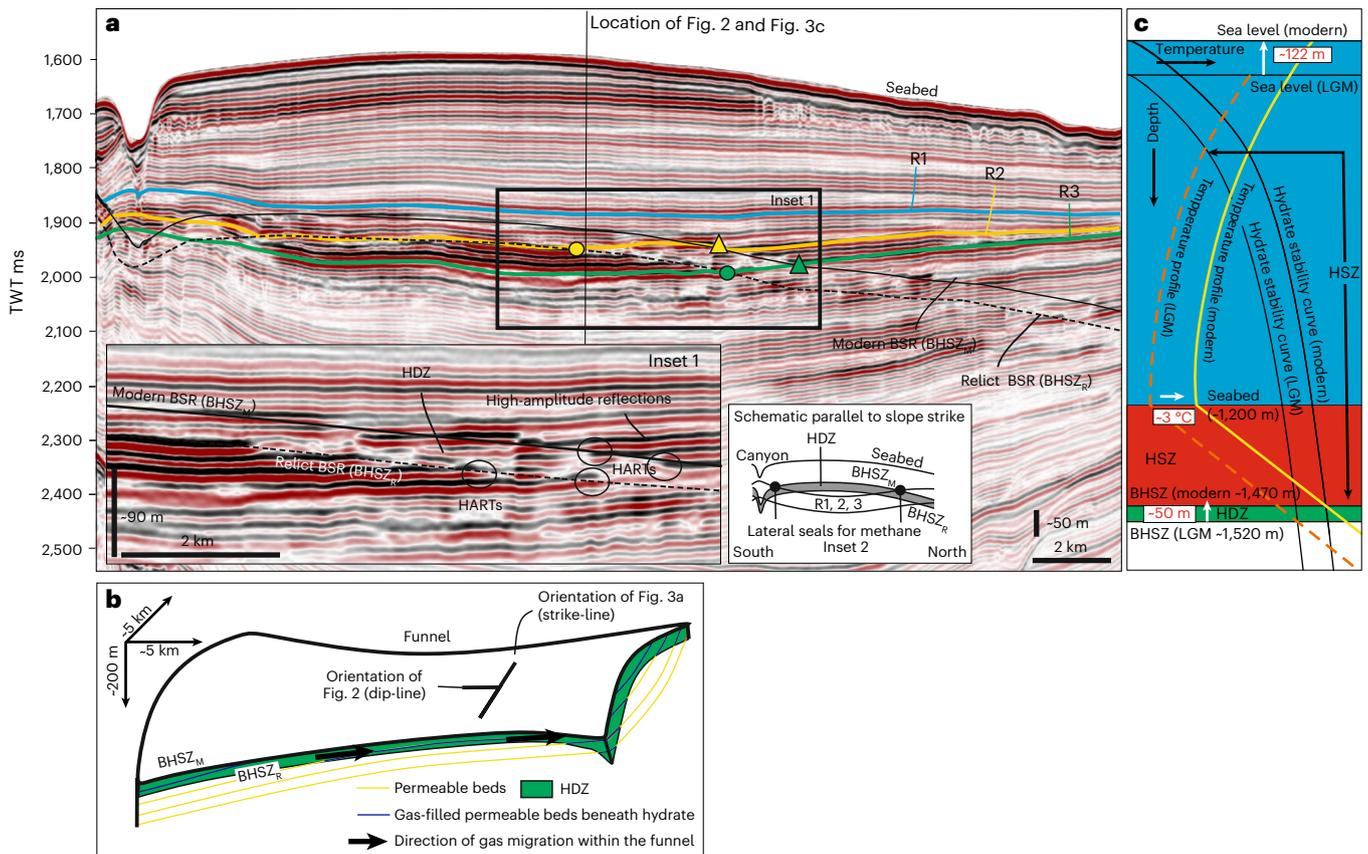 a
Location of Fig. 2 and Fig. 3c
1,600
1,700
1,800
1,900
2,000
2,100
2,200
2,300
2,400
2,500
TWT ms
Seabed
R1
R2
R3
Inset 1
Modern BSR (BHSZM)
Relict BSR (BHSZR)
Inset 1
HDZ
Modern BSR (BHSZM)
High-amplitude reflections
Relict BSR (BHSZR)
HARTs
HARTs
~90 m
2 km
Schematic parallel to slope strike
HDZ
Canyon
Seabed
BHSZM
R1, 2, 3
BHSZR
Lateral seals for methane
Inset 2
South
North
~50 m
2 km
b
~5 km
~5 km
~200 m
Funnel
Orientation of Fig. 3a
(strike-line)
Orientation of
Fig. 2 (dip-line)
BHSZM
BHSZR
Permeable beds
HDZ
Gas-filled permeable beds beneath hydrate
Direction of gas migration within the funnel
c
Sea level (modern)
Temperature
~122 m
Sea level (LGM)
Depth
Temperature profile (LGM)
Temperature profile (modern)
Hydrate stability curve (LGM)
Hydrate stability curve (modern)
HSZ
Seabed
(~1,200 m)
~3 °C
HSZ
BHSZ (modern ~1,470 m)
~50 m
HDZ
BHSZ (LGM ~1,520 m)